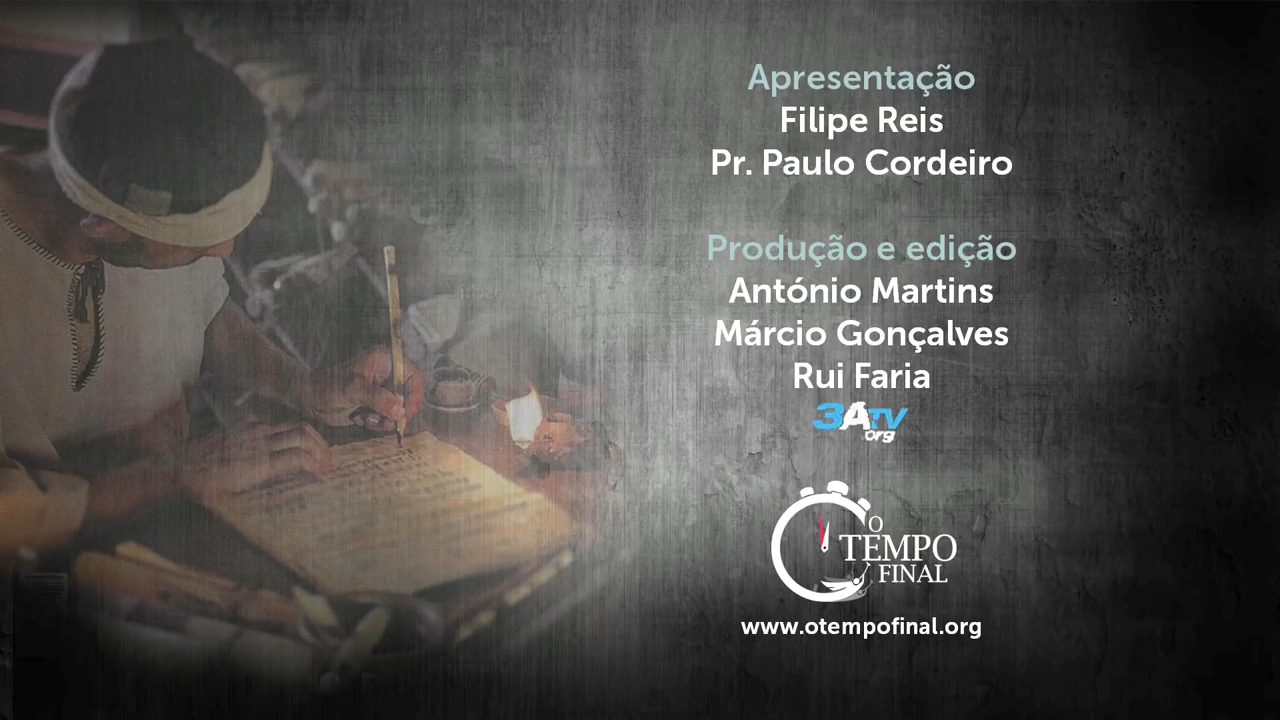 Apresentação
Filipe Reis
Pr. Paulo Cordeiro
Produção e edição
António Martins
Márcio Gonçalves
Rui Faria
3ATV
.org
O
TEMPO
FINAL
www.otempofinal.org